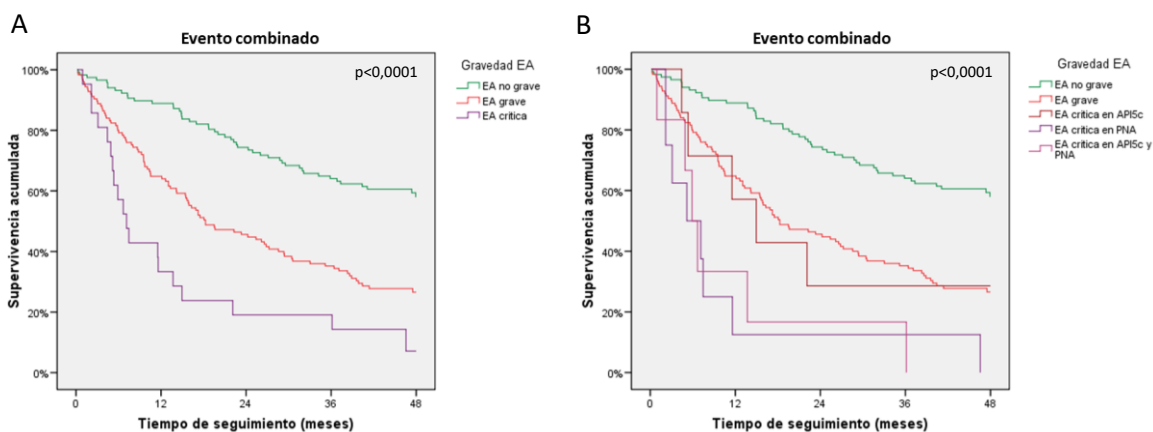 A
Evento combinado
p<0,0001
Gravedad EA
EA no grave
EA grave
EA crítica
100%
80%
60%
40%
20%
0%
Supervivencia acumulada
0 12 24 36 48
Tiempo de seguimiento (meses)
B
Evento combinado
p<0,0001
Gravedad EA
EA no grave
EA grave
EA crítica en API5c
EA crítica en PNA
EA crítica en API5c y
PNA
100%
80%
60%
40%
20%
0%
Supervivencia acumulada
0 12 24 36 48
Tiempo de seguimiento (meses)